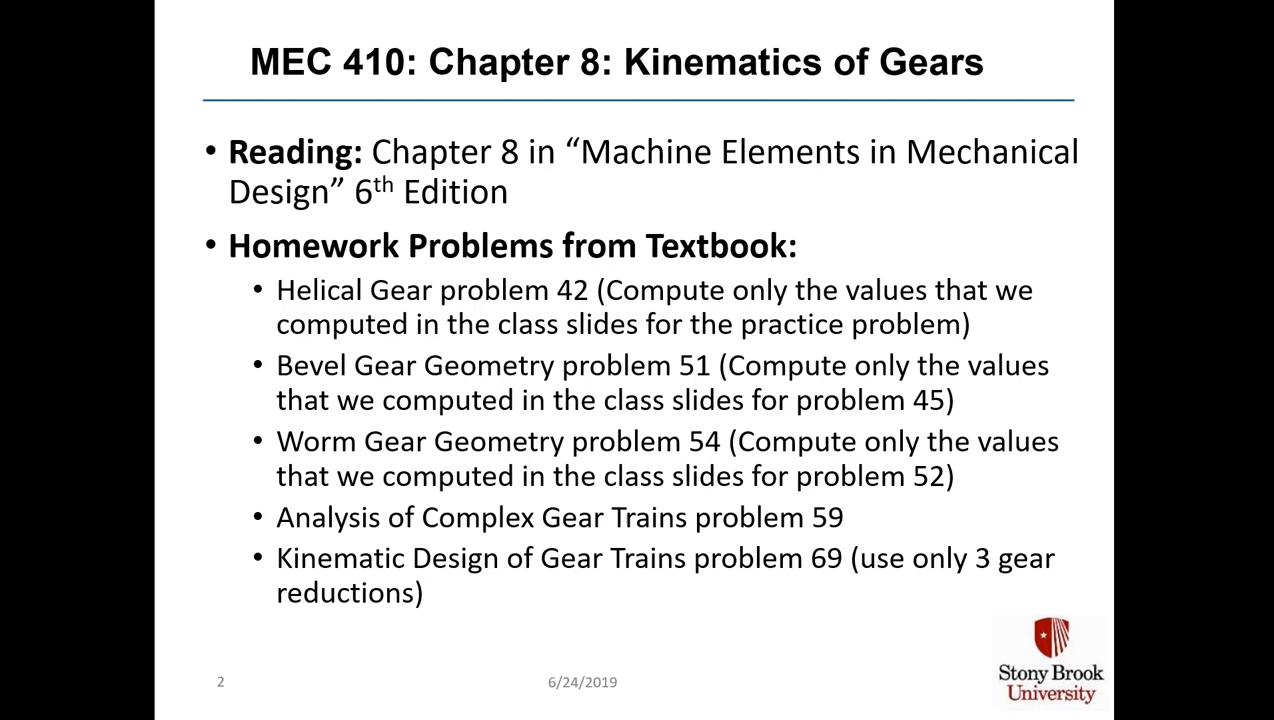 MEC 410: Chapter 8: Kinematics of Gears
• Reading: Chapter 8 in “Machine Elements in Mechanical
Design” 6th Edition
• Homework Problems from Textbook:
• Helical Gear problem 42 (Compute only the values that we
computed in the class slides for the practice problem)
• Bevel Gear Geometry problem 51 (Compute only the values
that we computed in the class slides for problem 45)
• Worm Gear Geometry problem 54 (Compute only the values
that we computed in the class slides for problem 52)
• Analysis of Complex Gear Trains problem 59
• Kinematic Design of Gear Trains problem 69 (use only 3 gear
reductions)
2
6/24/2019
Stony Brook
University